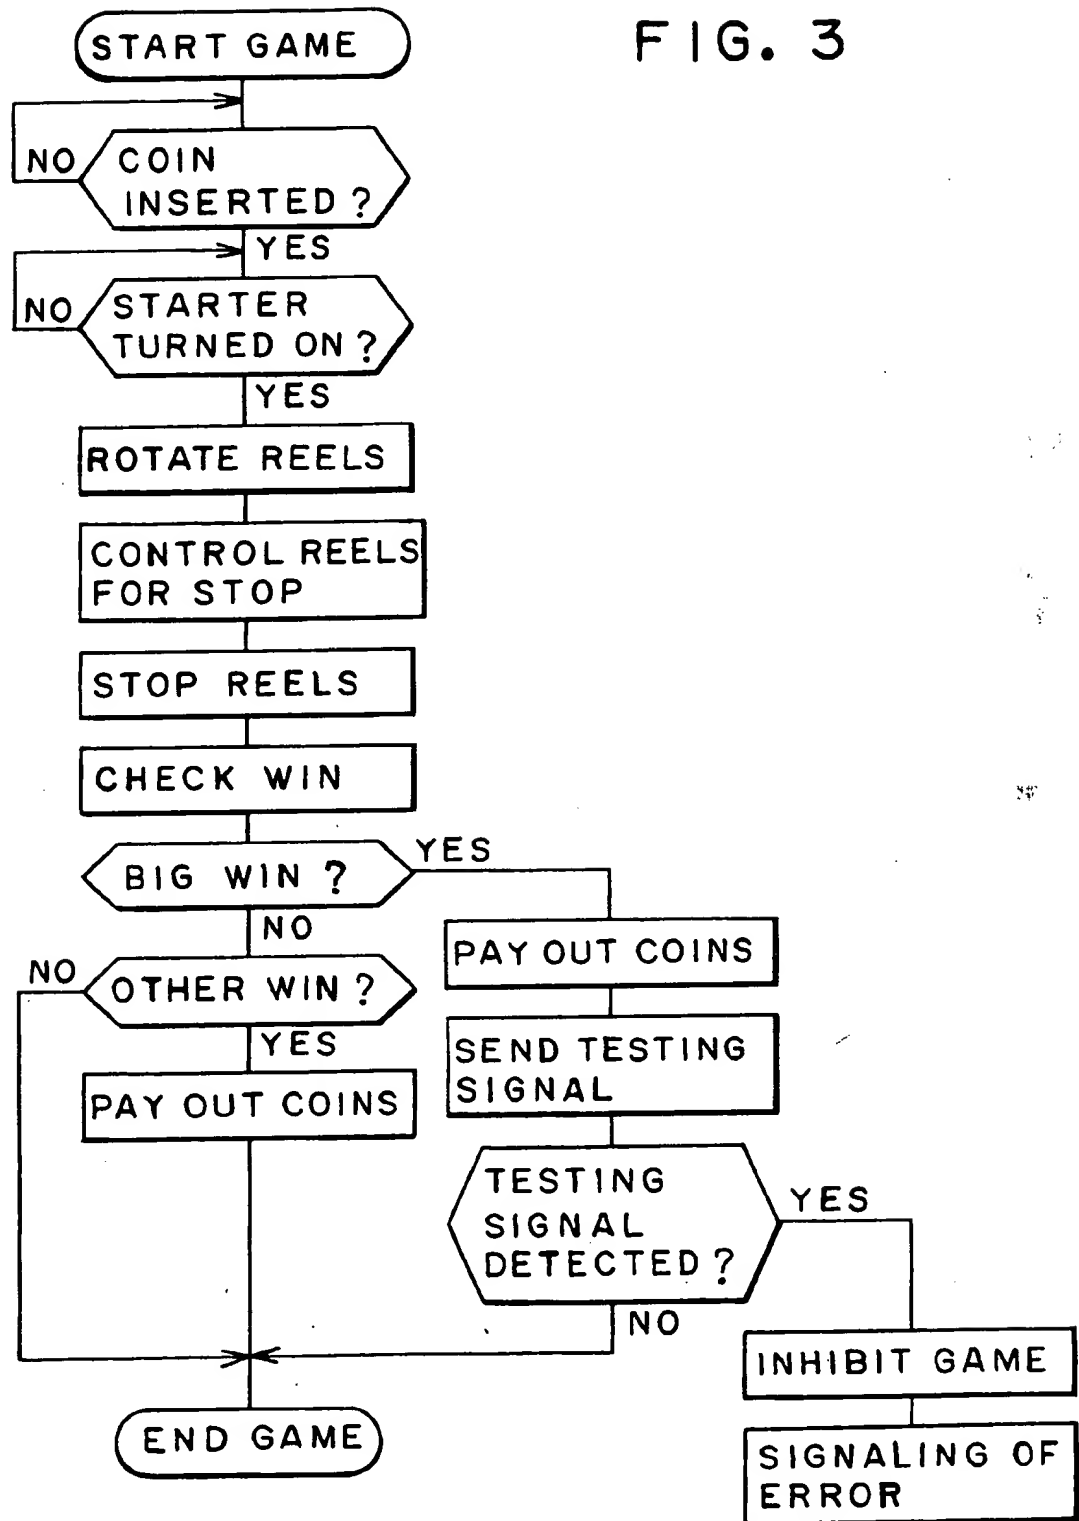 FIG. 3
START GAME
NO
COIN
INSERTED ?
YES
NO
STARTER
TURNED ON ?
YES
ROTATE REELS
CONTROL REELS
FOR STOP
STOP REELS
CHECK WIN
BIG WIN ?
YES
NO
NO
OTHER WIN ?
YES
PAY OUT COINS
PAY OUT COINS
SEND TESTING
SIGNAL
TESTING
SIGNAL
DETECTED ?
YES
NO
INHIBIT GAME
SIGNALING OF
ERROR
END GAME